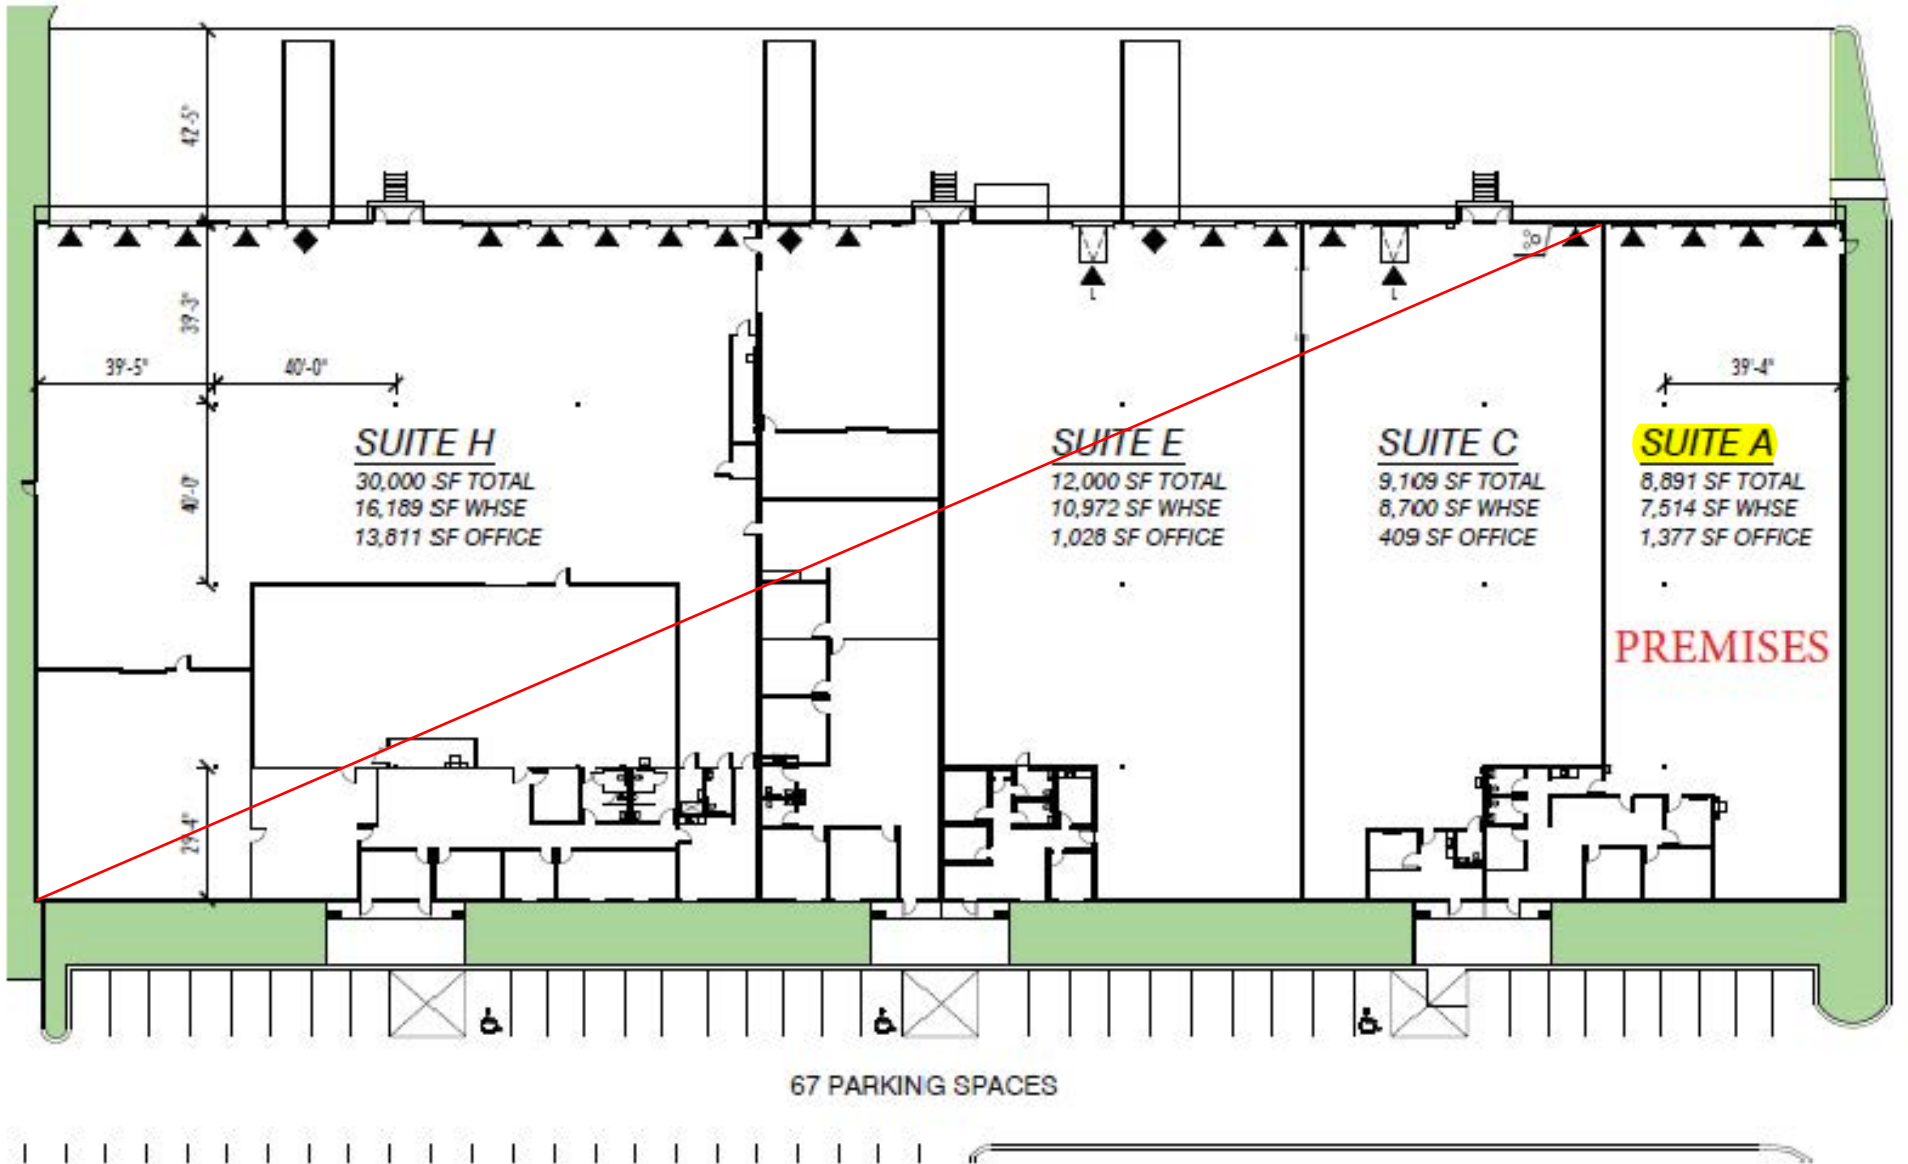 42'-5"
39'-3"
39'-5"
40'-0"
39'-4"
40'-0"
SUITE H
30,000 SF TOTAL
16,189 SF WHSE
13,811 SF OFFICE
SUITE E
12,000 SF TOTAL
10,972 SF WHSE
1,028 SF OFFICE
SUITE C
9,109 SF TOTAL
8,700 SF WHSE
409 SF OFFICE
SUITE A
8,891 SF TOTAL
7,514 SF WHSE
1,377 SF OFFICE
L
L
PREMISES
29'-4"
67 PARKING SPACES